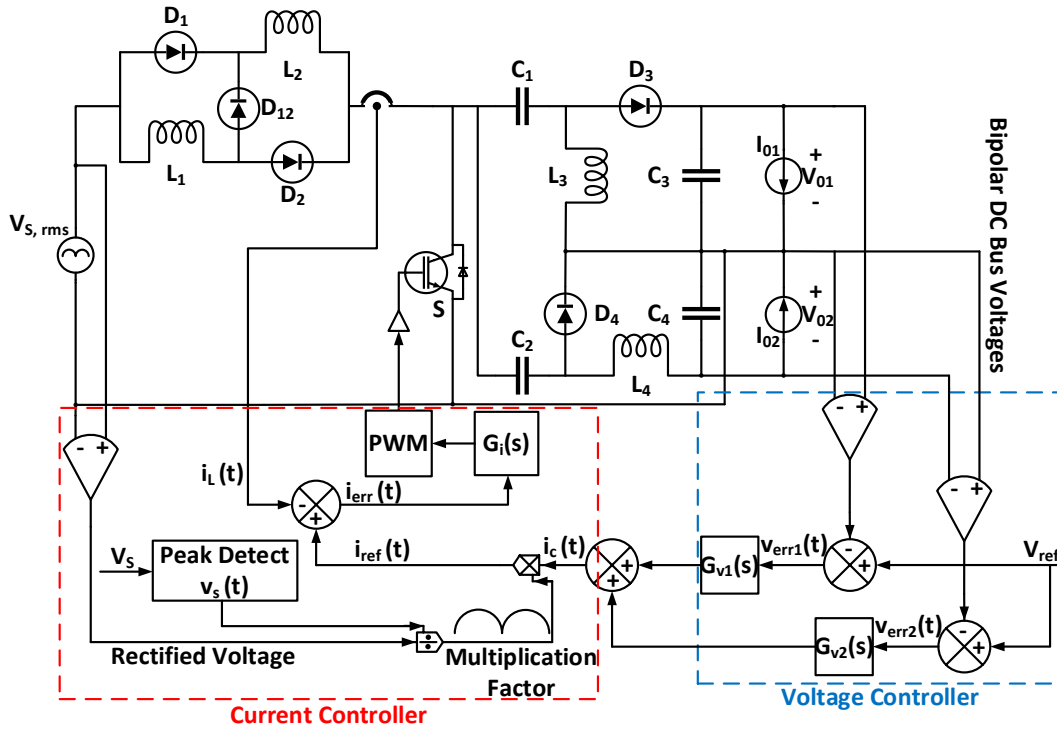 D1
L2
C1
D3
D12
L1
D2
L3
C3
I01
+
V01
-
VS, rms
S
D4
C4
+
V02
-
I02
C2
L4
Bipolar DC Bus Voltages
- +
PWM
Gi(s)
- +
- +
iL(t)
-
+
ierr(t)
iref(t)
ic(t)
+
+
Gv1(s)
verr1(t)
-
+
Vref
VS
Peak Detect
vs(t)
÷
Gv2(s)
verr2(t)
-
+
Rectified Voltage
Multiplication
Factor
Current Controller
Voltage Controller